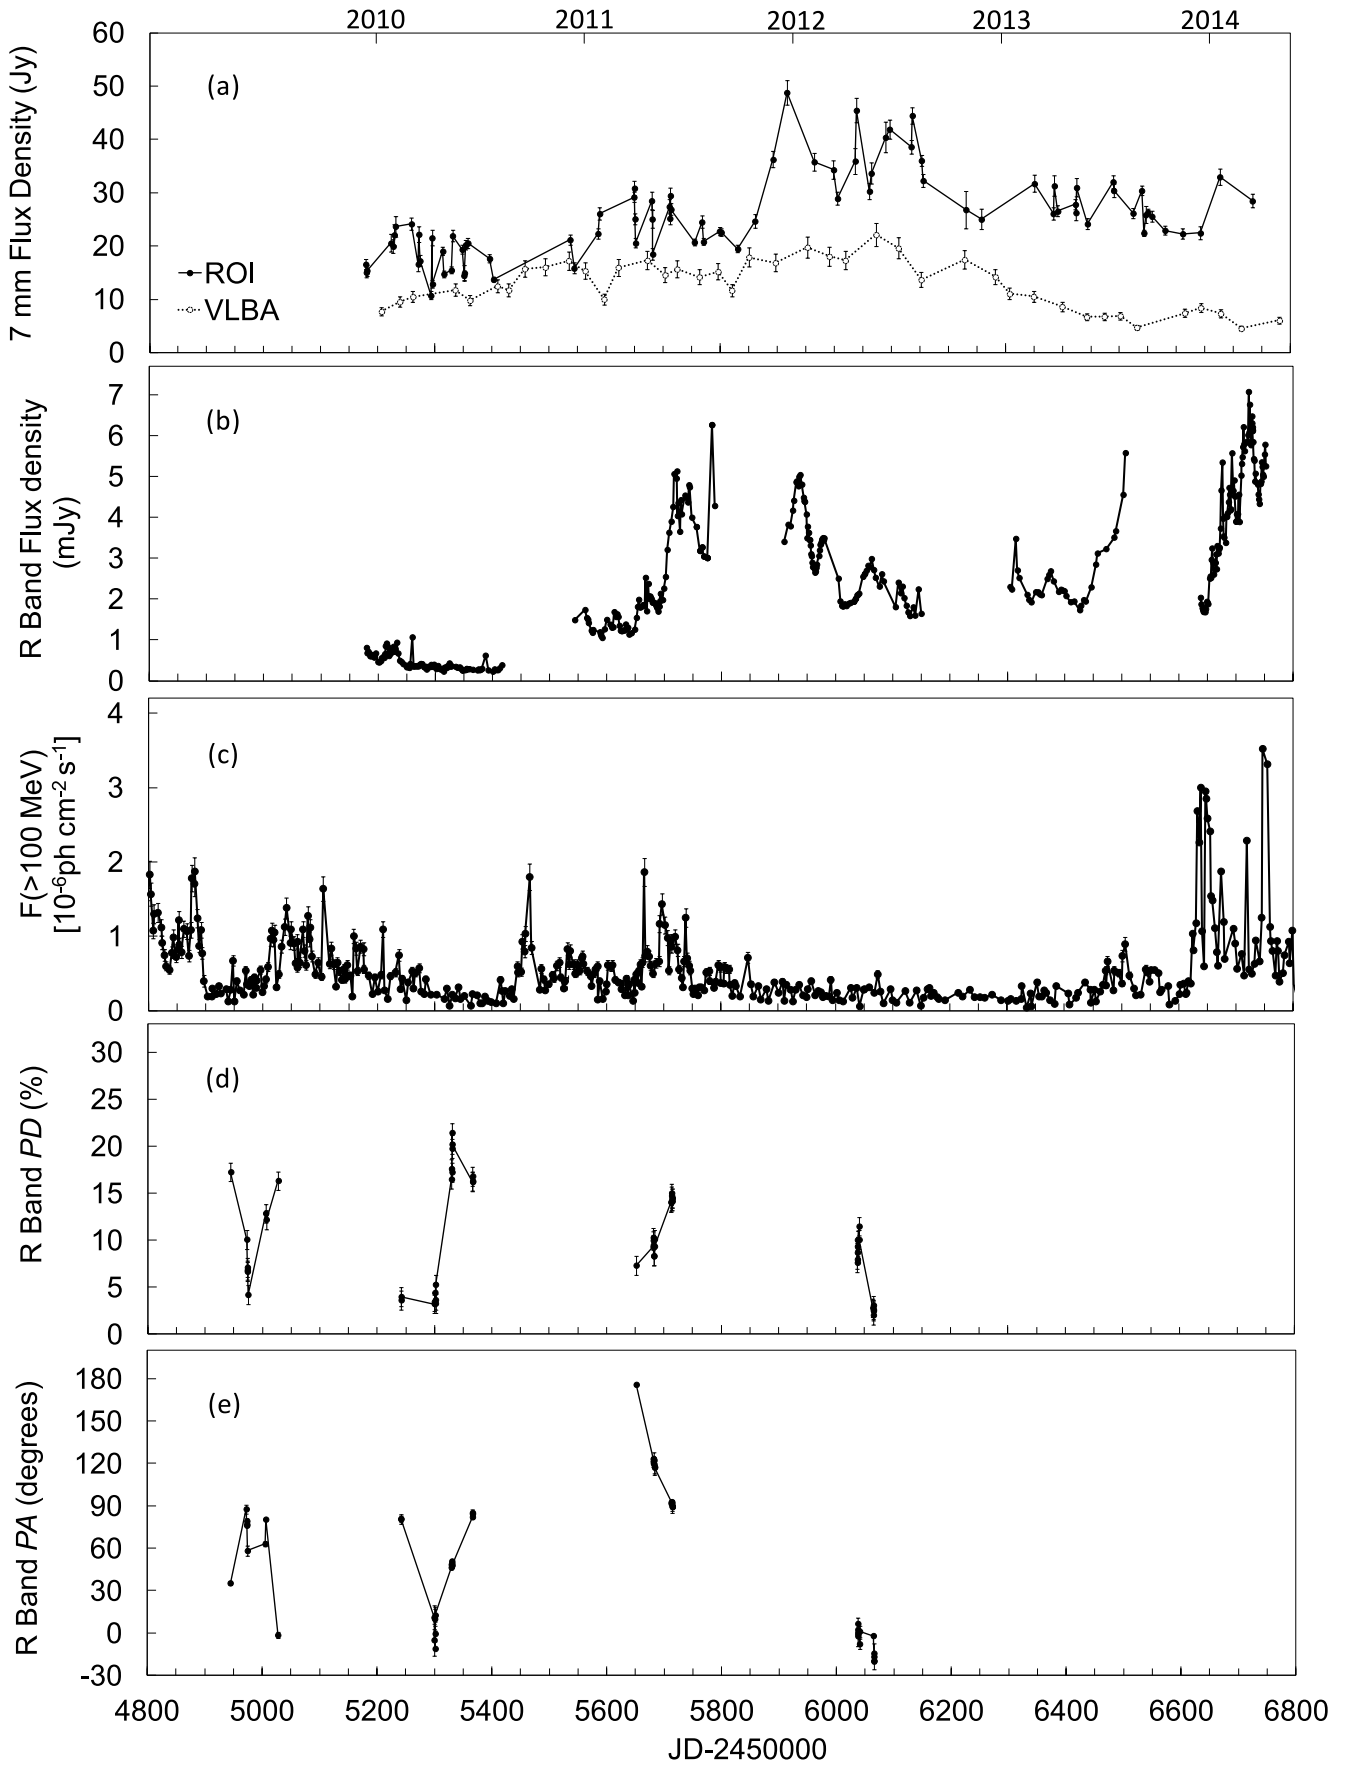 2010 2011 2012 2013 2014
60
50
40
30
20
10
0
7 mm Flux Density (Jy)
(a)
ROI
VLBA
7
6
5
4
3
2
1
0
R Band Flux density
(mJy)
(b)
4
3
2
1
0
F(>100 MeV)
[10⁻⁶ph cm⁻² s⁻¹]
(c)
30
25
20
15
10
5
0
R Band PD (%)
(d)
180
150
120
90
60
30
0
-30
R Band PA (degrees)
(e)
4800 5000 5200 5400 5600 5800 6000 6200 6400 6600 6800
JD-2450000